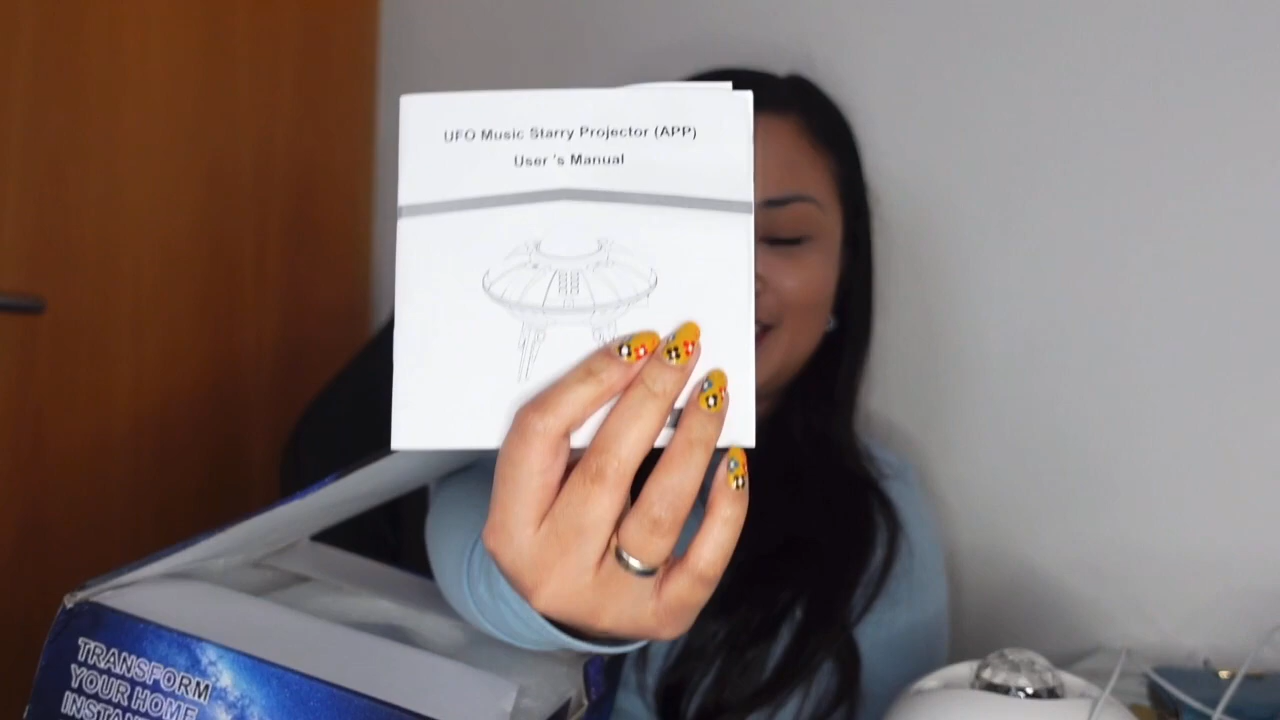 UFO Music Starry Projector (APP)
User 's Manual
TRANSFORM
YOUR HOME